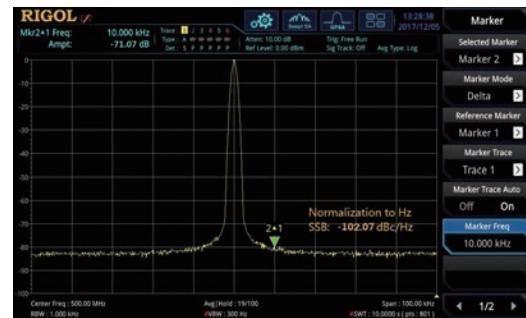 RIGOL
13:28:38
2017/12/05
Mkr2▲1 Freq: 10.000 kHz
Ampt: -71.07 dB
Trace: 1 2 3 4 5 6
Type: A W W W W W
Det: S P P P P P
Swept SA
GPSA
Atten: 10.00 dB
Ref Level: 0.00 dBm
Trig: Free Run
Sig Track: Off
Avg Type: Log
0
-10
-20
-30
-40
-50
-60
-70
-80
-90
-100
Normalization to Hz
SSB: -102.07 dBc/Hz
2▲1
Center Freq : 500.00 MHz
Avg|Hold : 19/100
Span : 100.00 kHz
RBW : 1.000 kHz
#VBW : 300 Hz
#SWT : 10.0000 s ( pts : 801 )
Marker
Selected Marker
Marker 2
Marker Mode
Delta
Reference Marker
Marker 1
Marker Trace
Trace 1
Marker Trace Auto
Off On
Marker Freq
10.000 kHz
1/2